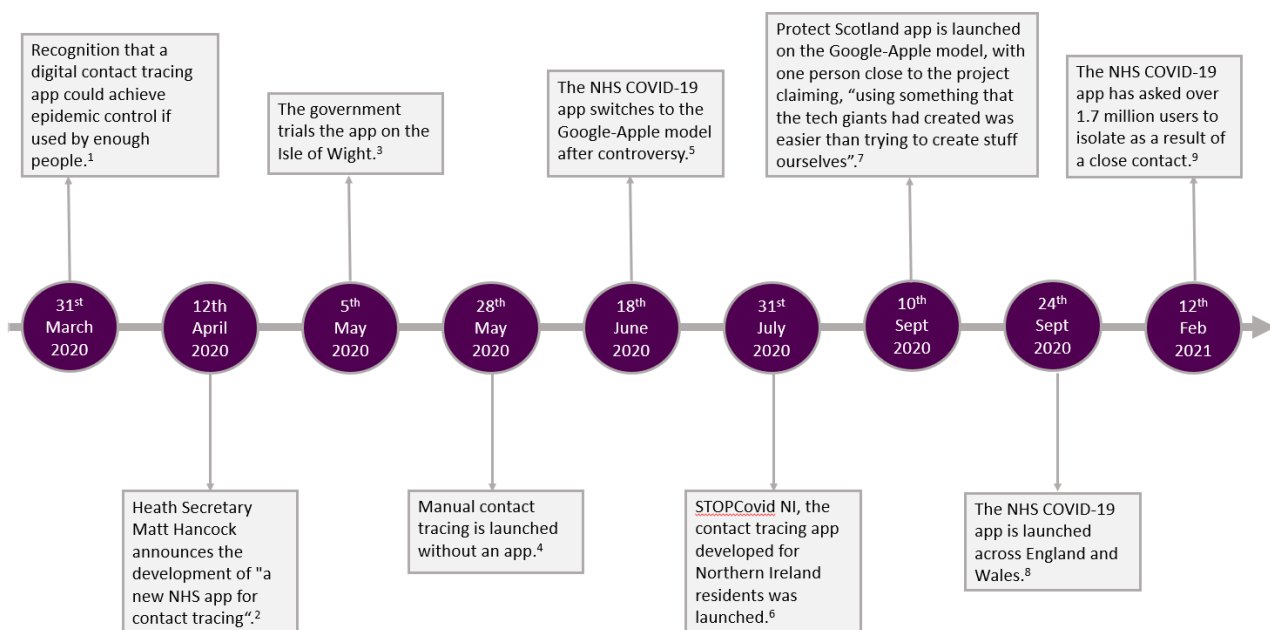 Recognition that a
digital contact tracing
app could achieve
epidemic control if
used by enough
people.¹
The government
trials the app on the
Isle of Wight.³
The NHS COVID-19
app switches to the
Google-Apple model
after controversy.⁵
Protect Scotland app is launched
on the Google-Apple model, with
one person close to the project
claiming, “using something that
the tech giants had created was
easier than trying to create stuff
ourselves”.⁷
The NHS COVID-19
app has asked over
1.7 million users to
isolate as a result of
a close contact.⁹
31st
March
2020
12th
April
2020
5th
May
2020
28th
May
2020
18th
June
2020
31st
July
2020
10th
Sept
2020
24th
Sept
2020
12th
Feb
2021
Heath Secretary
Matt Hancock
announces the
development of "a
new NHS app for
contact tracing“.²
Manual contact
tracing is launched
without an app.⁴
STOPCovid NI, the
contact tracing app
developed for
Northern Ireland
residents was
launched.⁶
The NHS COVID-19
app is launched
across England and
Wales.⁸